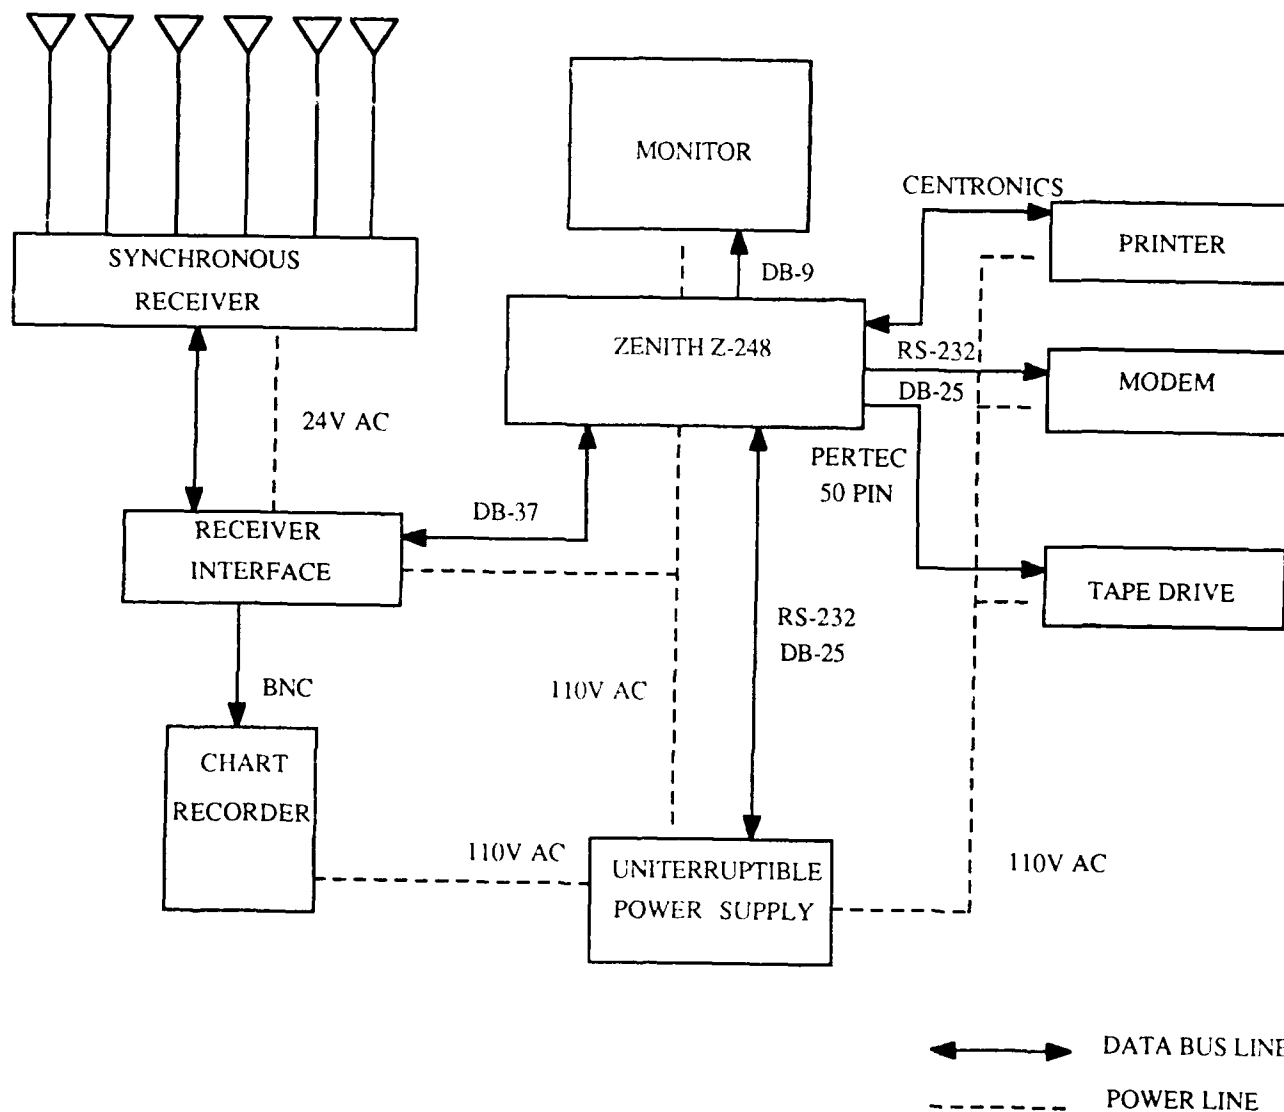 MONITOR
CENTRONICS
PRINTER
SYNCHRONOUS
RECEIVER
DB-9
ZENITH Z-248
RS-232
MODEM
DB-25
24V AC
PERTEC
50 PIN
DB-37
RECEIVER
INTERFACE
TAPE DRIVE
RS-232
DB-25
BNC
110V AC
CHART
RECORDER
110V AC
UNITERRUPTIBLE
POWER SUPPLY
110V AC
DATA BUS LINE
POWER LINE